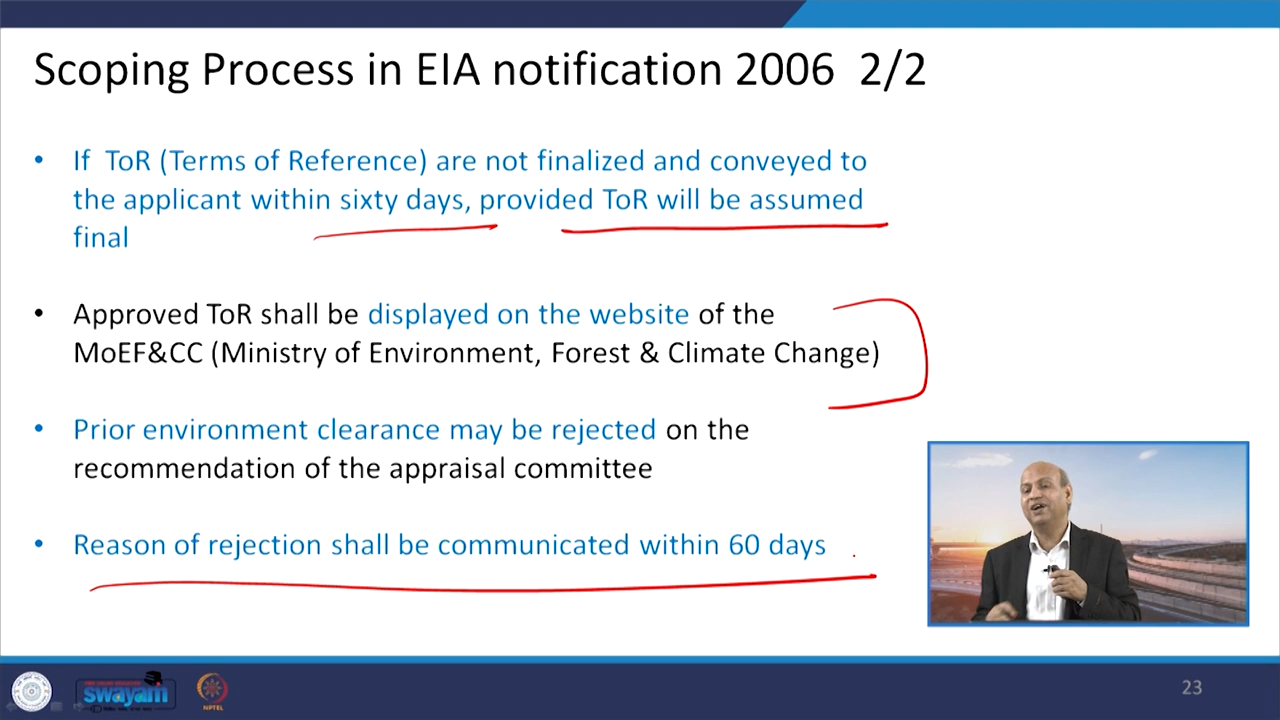 Scoping Process in EIA notification 2006 2/2
• If ToR (Terms of Reference) are not finalized and conveyed to
the applicant within sixty days, provided ToR will be assumed
final
• Approved ToR shall be displayed on the website of the
MoEF&CC (Ministry of Environment, Forest & Climate Change)
• Prior environment clearance may be rejected on the
recommendation of the appraisal committee
• Reason of rejection shall be communicated within 60 days
swayam
NPTEL
23